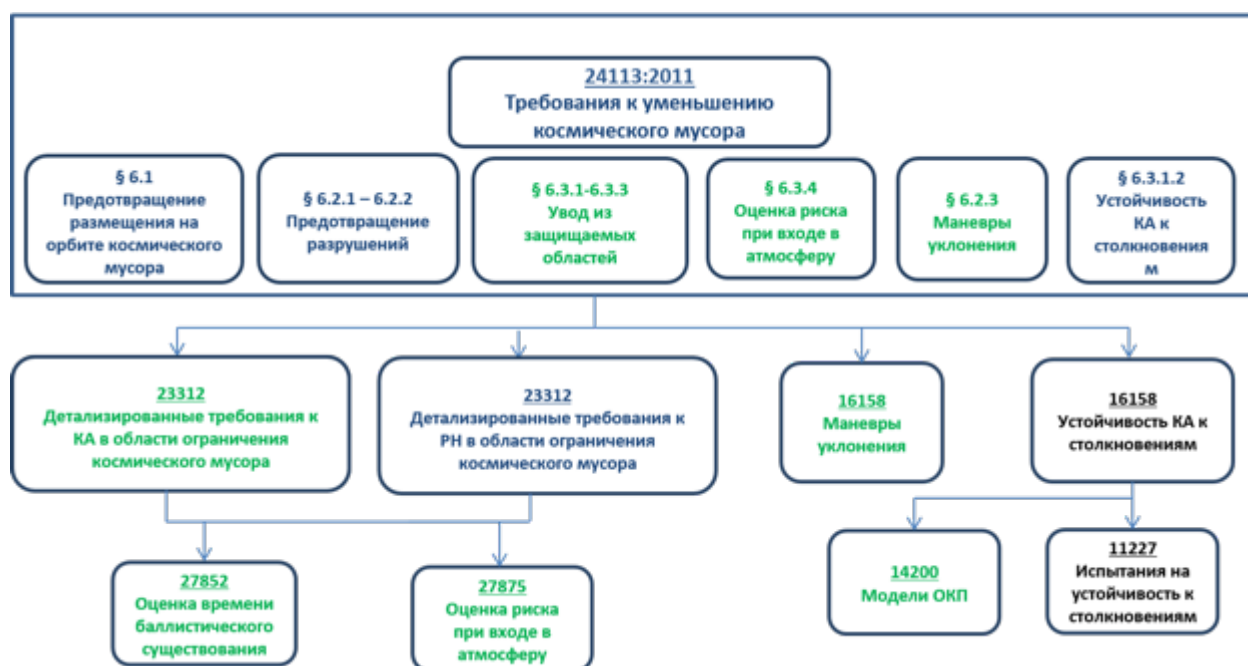 24113:2011
Требования к уменьшению
космического мусора
§ 6.1
Предотвращение
размещения на
орбите космического
мусора
§ 6.2.1 – 6.2.2
Предотвращение
разрушений
§ 6.3.1-6.3.3
Увод из
защищаемых
областей
§ 6.3.4
Оценка риска
при входе в
атмосферу
§ 6.2.3
Маневры
уклонения
§ 6.3.1.2
Устойчивость
КА к
столкновения
м
23312
Детализированные требования к
КА в области ограничения
космического мусора
23312
Детализированные требования к
РН в области ограничения
космического мусора
16158
Маневры
уклонения
16158
Устойчивость КА к
столкновениям
27852
Оценка времени
баллистического
существования
27875
Оценка риска
при входе в
атмосферу
14200
Модели ОКП
11227
Испытания на
устойчивость к
столкновениям